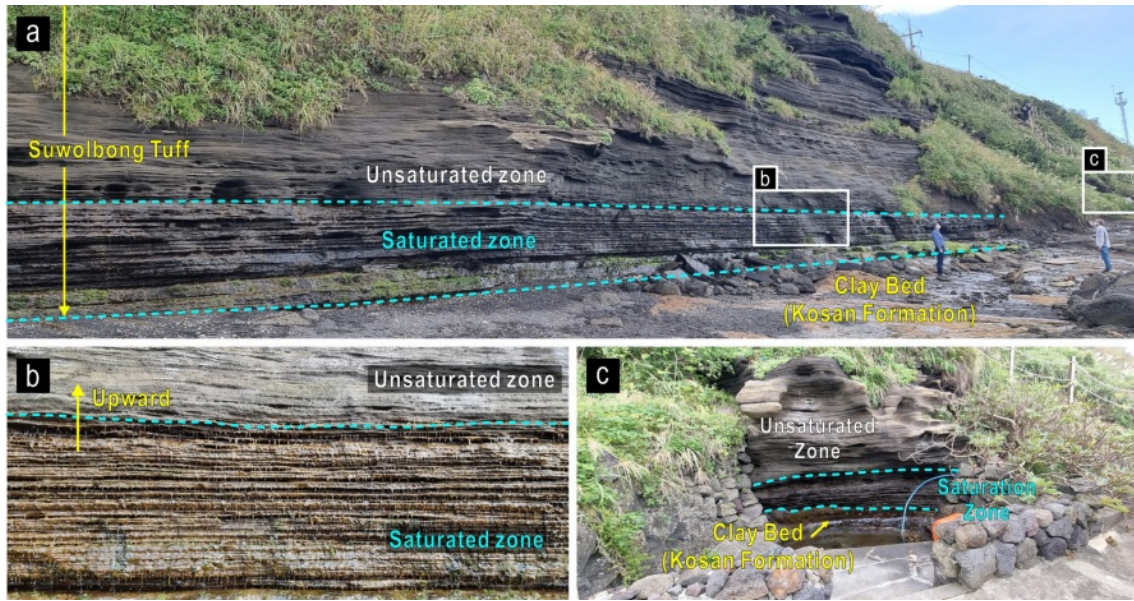 a
Suwolbong Tuff
Unsaturated zone
b
c
Saturated zone
Clay Bed
(Kosan Formation)
b
Unsaturated zone
Upward
Saturated zone
c
Unsaturated
Zone
Saturation
Zone
Clay Bed
(Kosan Formation)